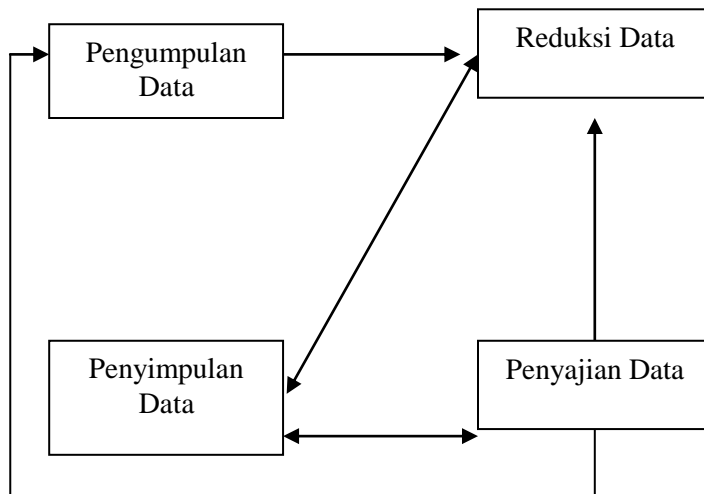 Pengumpulan
Data
Reduksi Data
Penyimpulan
Data
Penyajian Data